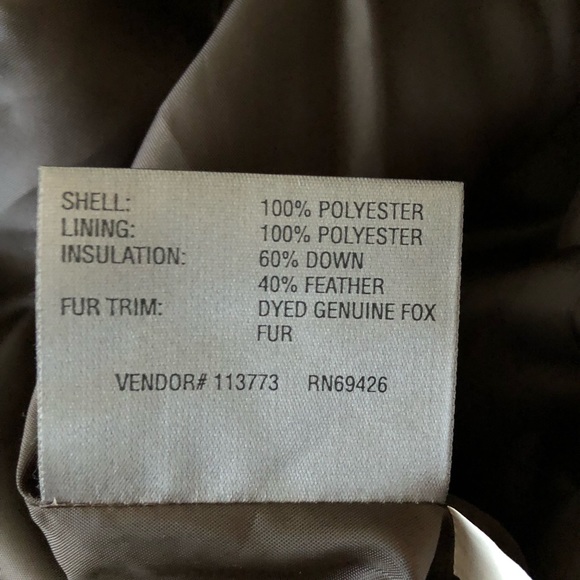 SHELL: 100% POLYESTER
LINING: 100% POLYESTER
INSULATION: 60% DOWN
40% FEATHER
FUR TRIM: DYED GENUINE FOX
FUR
VENDOR# 113773 RN69426